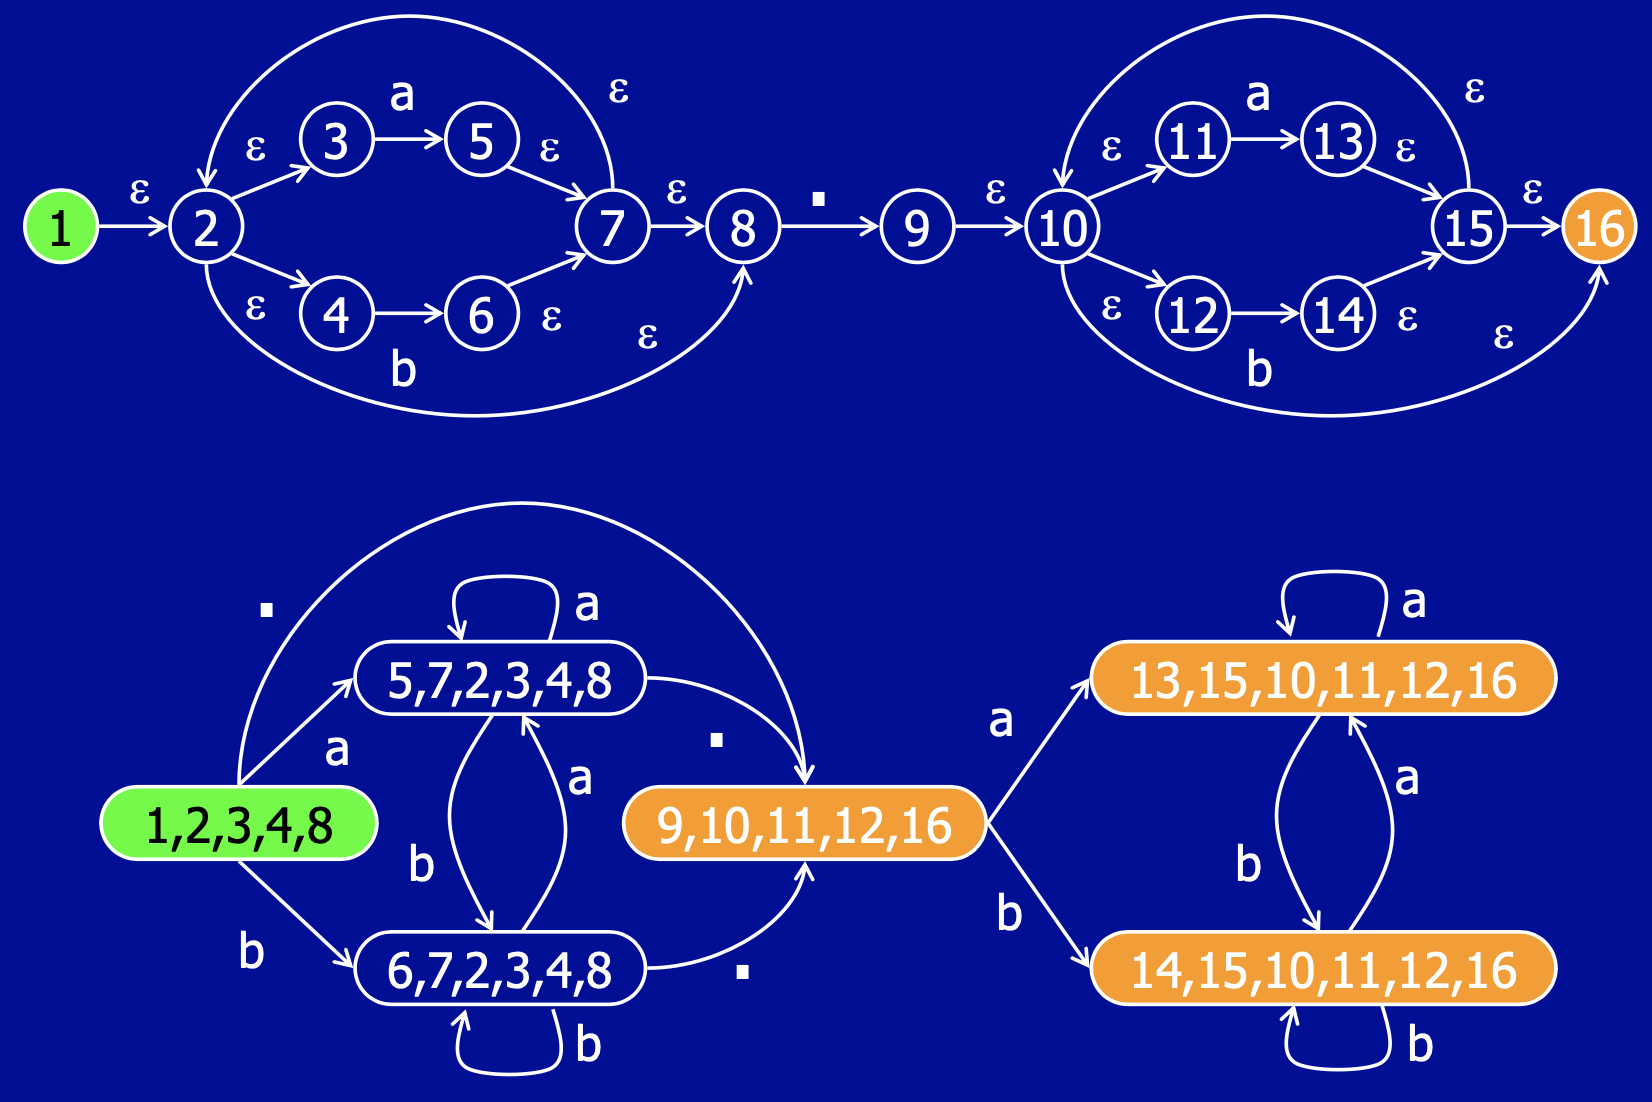 ε ε
a a
ε 3 5 ε ε 11 13 ε
ε ε . ε ε
1 2 7 8 9 10 15 16
ε 4 6 ε ε ε 12 14 ε ε
b b
. a a
5,7,2,3,4,8 13,15,10,11,12,16
a . a
a a
1,2,3,4,8 9,10,11,12,16
b b
b b
6,7,2,3,4,8 . 14,15,10,11,12,16
b b